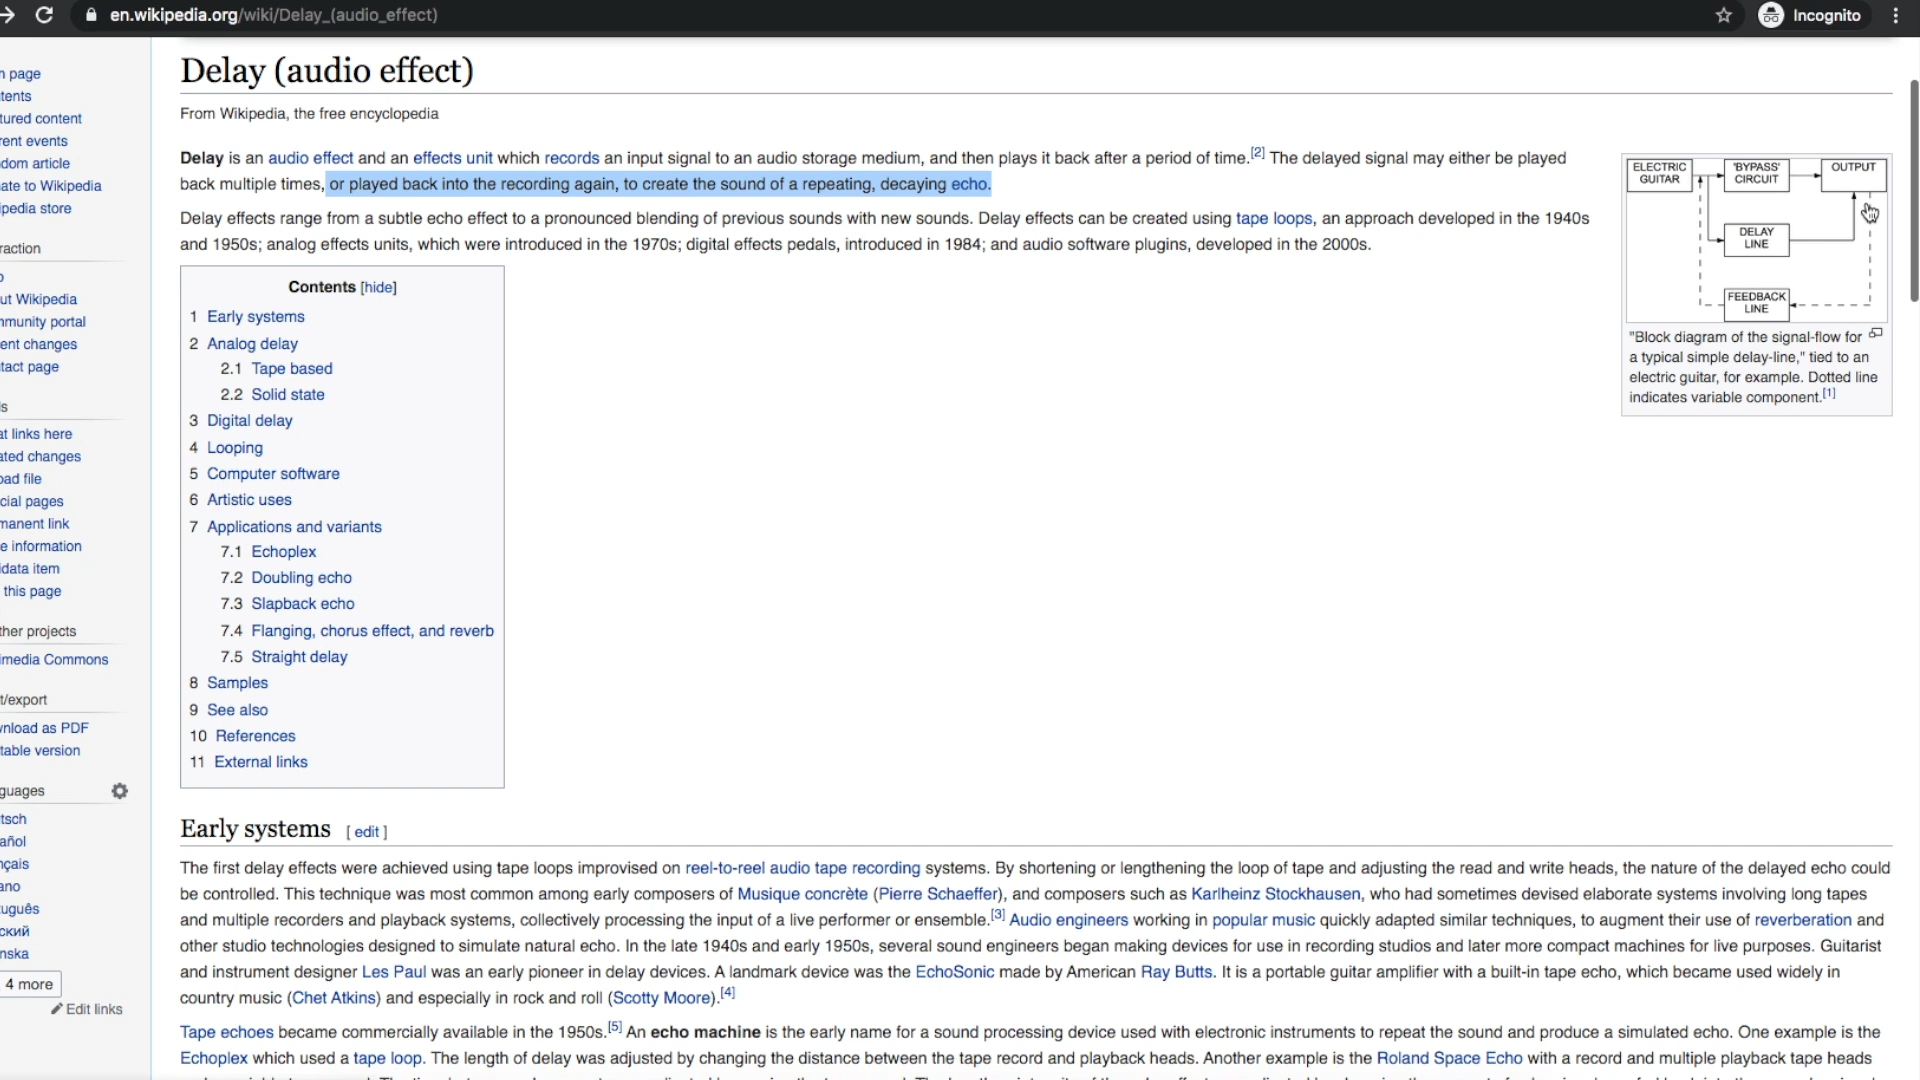 en.wikipedia.org/wiki/Delay_(audio_effect)
Incognito
n page
tents
tured content
rent events
dom article
ate to Wikipedia
ipedia store
raction
ut Wikipedia
nmunity portal
ent changes
tact page
s
at links here
ated changes
oad file
cial pages
manent link
e information
idata item
this page
ther projects
imedia Commons
t/export
vnload as PDF
table version
guages
tsch
añol
nçais
ano
tuguês
ский
nska
4 more
Edit links
Delay (audio effect)
From Wikipedia, the free encyclopedia
Delay is an audio effect and an effects unit which records an input signal to an audio storage medium, and then plays it back after a period of time.[2] The delayed signal may either be played
back multiple times, or played back into the recording again, to create the sound of a repeating, decaying echo.
Delay effects range from a subtle echo effect to a pronounced blending of previous sounds with new sounds. Delay effects can be created using tape loops, an approach developed in the 1940s
and 1950s; analog effects units, which were introduced in the 1970s; digital effects pedals, introduced in 1984; and audio software plugins, developed in the 2000s.
ELECTRIC GUITAR
'BYPASS' CIRCUIT
OUTPUT
DELAY LINE
FEEDBACK LINE
"Block diagram of the signal-flow for
a typical simple delay-line," tied to an
electric guitar, for example. Dotted line
indicates variable component.[1]
Contents [hide]
1 Early systems
2 Analog delay
2.1 Tape based
2.2 Solid state
3 Digital delay
4 Looping
5 Computer software
6 Artistic uses
7 Applications and variants
7.1 Echoplex
7.2 Doubling echo
7.3 Slapback echo
7.4 Flanging, chorus effect, and reverb
7.5 Straight delay
8 Samples
9 See also
10 References
11 External links
Early systems [ edit ]
The first delay effects were achieved using tape loops improvised on reel-to-reel audio tape recording systems. By shortening or lengthening the loop of tape and adjusting the read and write heads, the nature of the delayed echo could
be controlled. This technique was most common among early composers of Musique concrète (Pierre Schaeffer), and composers such as Karlheinz Stockhausen, who had sometimes devised elaborate systems involving long tapes
and multiple recorders and playback systems, collectively processing the input of a live performer or ensemble.[3] Audio engineers working in popular music quickly adapted similar techniques, to augment their use of reverberation and
other studio technologies designed to simulate natural echo. In the late 1940s and early 1950s, several sound engineers began making devices for use in recording studios and later more compact machines for live purposes. Guitarist
and instrument designer Les Paul was an early pioneer in delay devices. A landmark device was the EchoSonic made by American Ray Butts. It is a portable guitar amplifier with a built-in tape echo, which became used widely in
country music (Chet Atkins) and especially in rock and roll (Scotty Moore).[4]
Tape echoes became commercially available in the 1950s.[5] An echo machine is the early name for a sound processing device used with electronic instruments to repeat the sound and produce a simulated echo. One example is the
Echoplex which used a tape loop. The length of delay was adjusted by changing the distance between the tape record and playback heads. Another example is the Roland Space Echo with a record and multiple playback tape heads